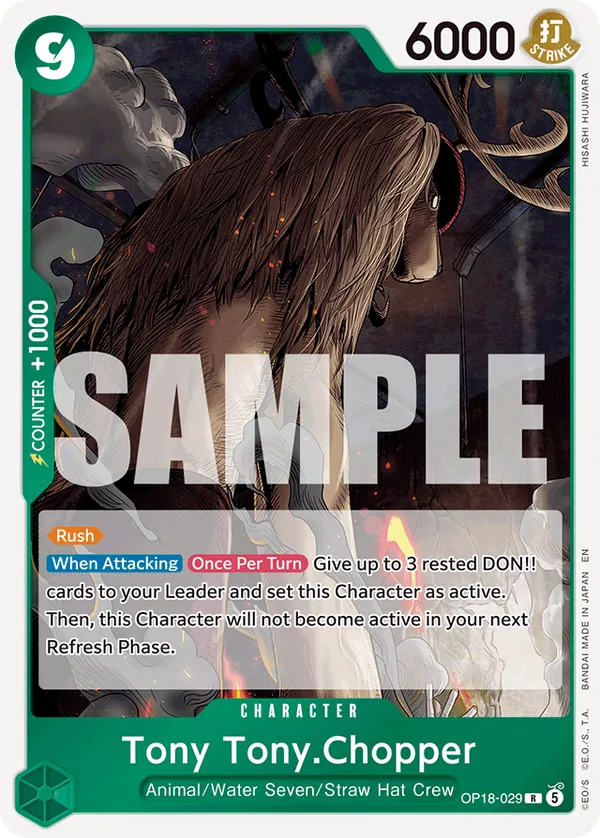 9
6000
打
STRIKE
HISASHI HUJIWARA
COUNTER +1000
SAMPLE
Rush
When Attacking Once Per Turn Give up to 3 rested DON!!
cards to your Leader and set this Character as active.
Then, this Character will not become active in your next
Refresh Phase.
©EO/S ©E.O./S., T.A. BANDAI MADE IN JAPAN EN
CHARACTER
Tony Tony.Chopper
Animal/Water Seven/Straw Hat Crew
OP18-029 R 5